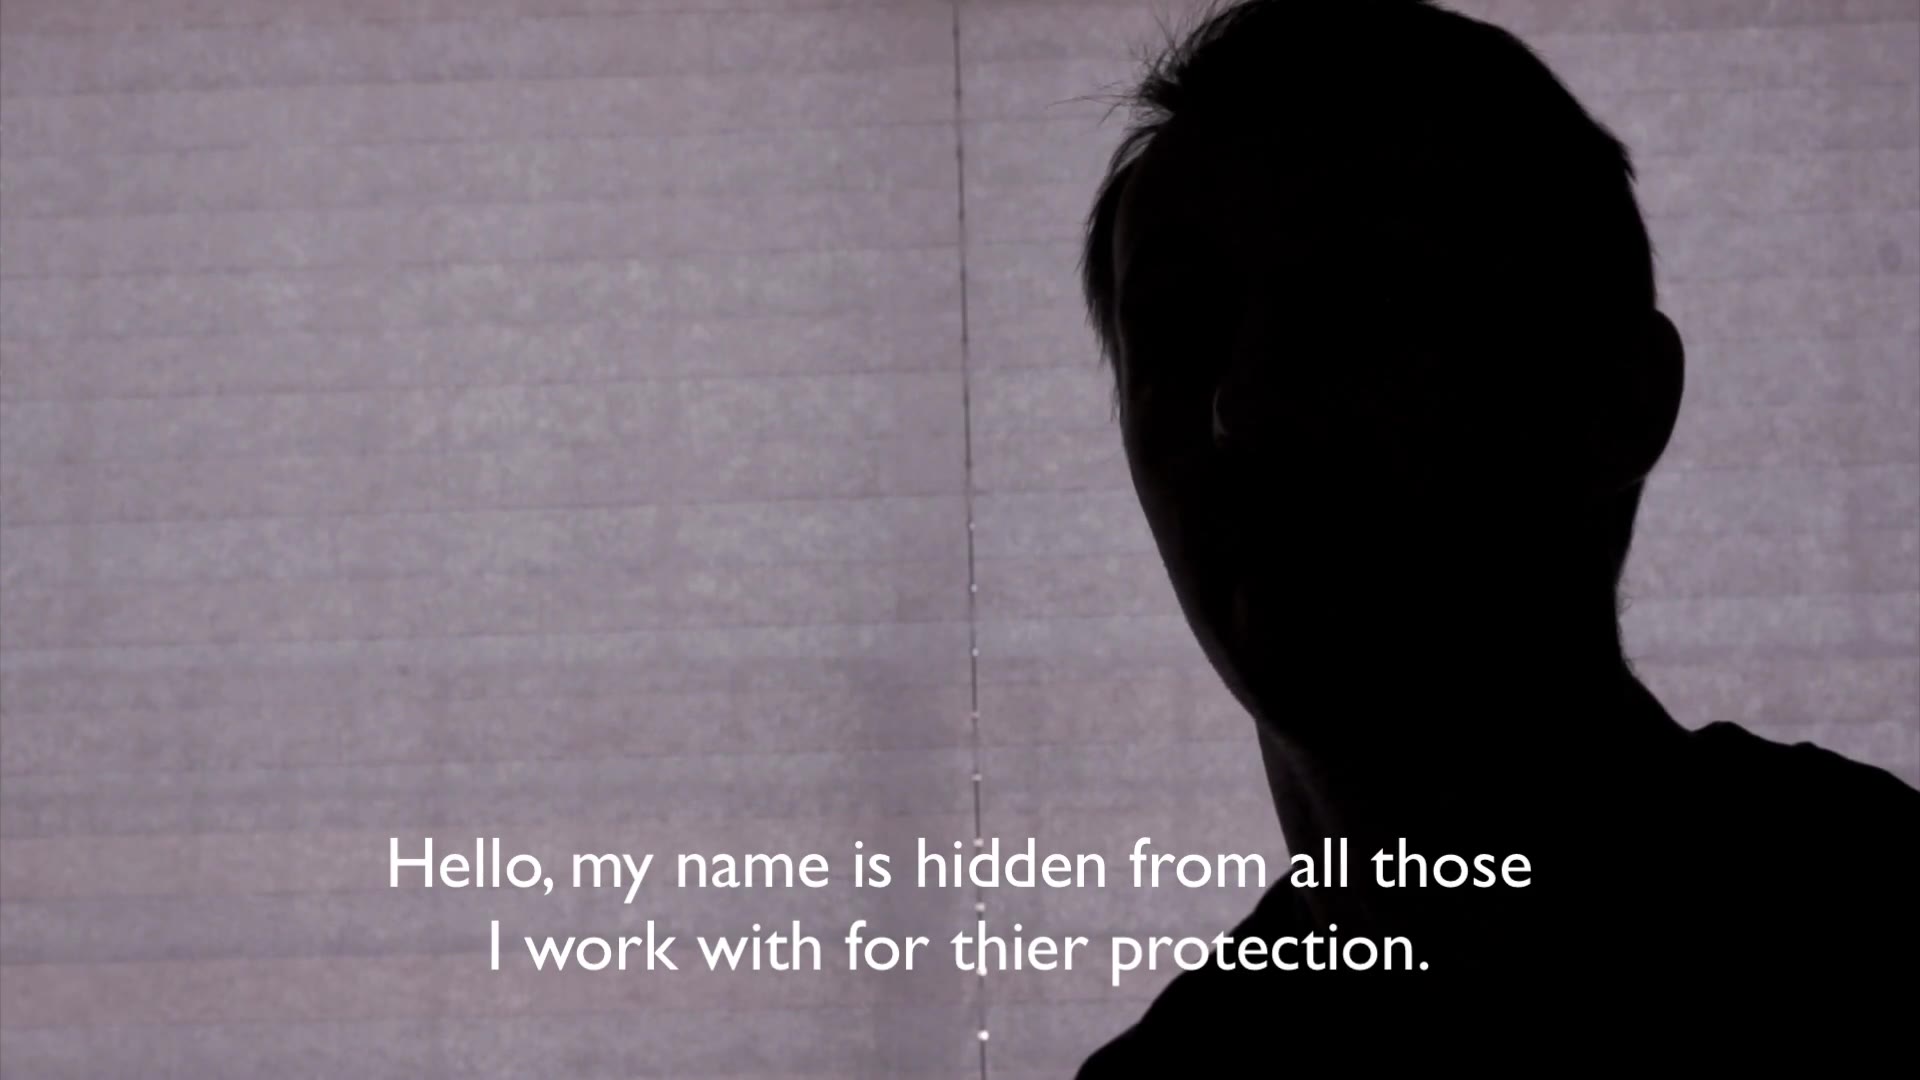 Hello, my name is hidden from all those
I work with for thier protection.